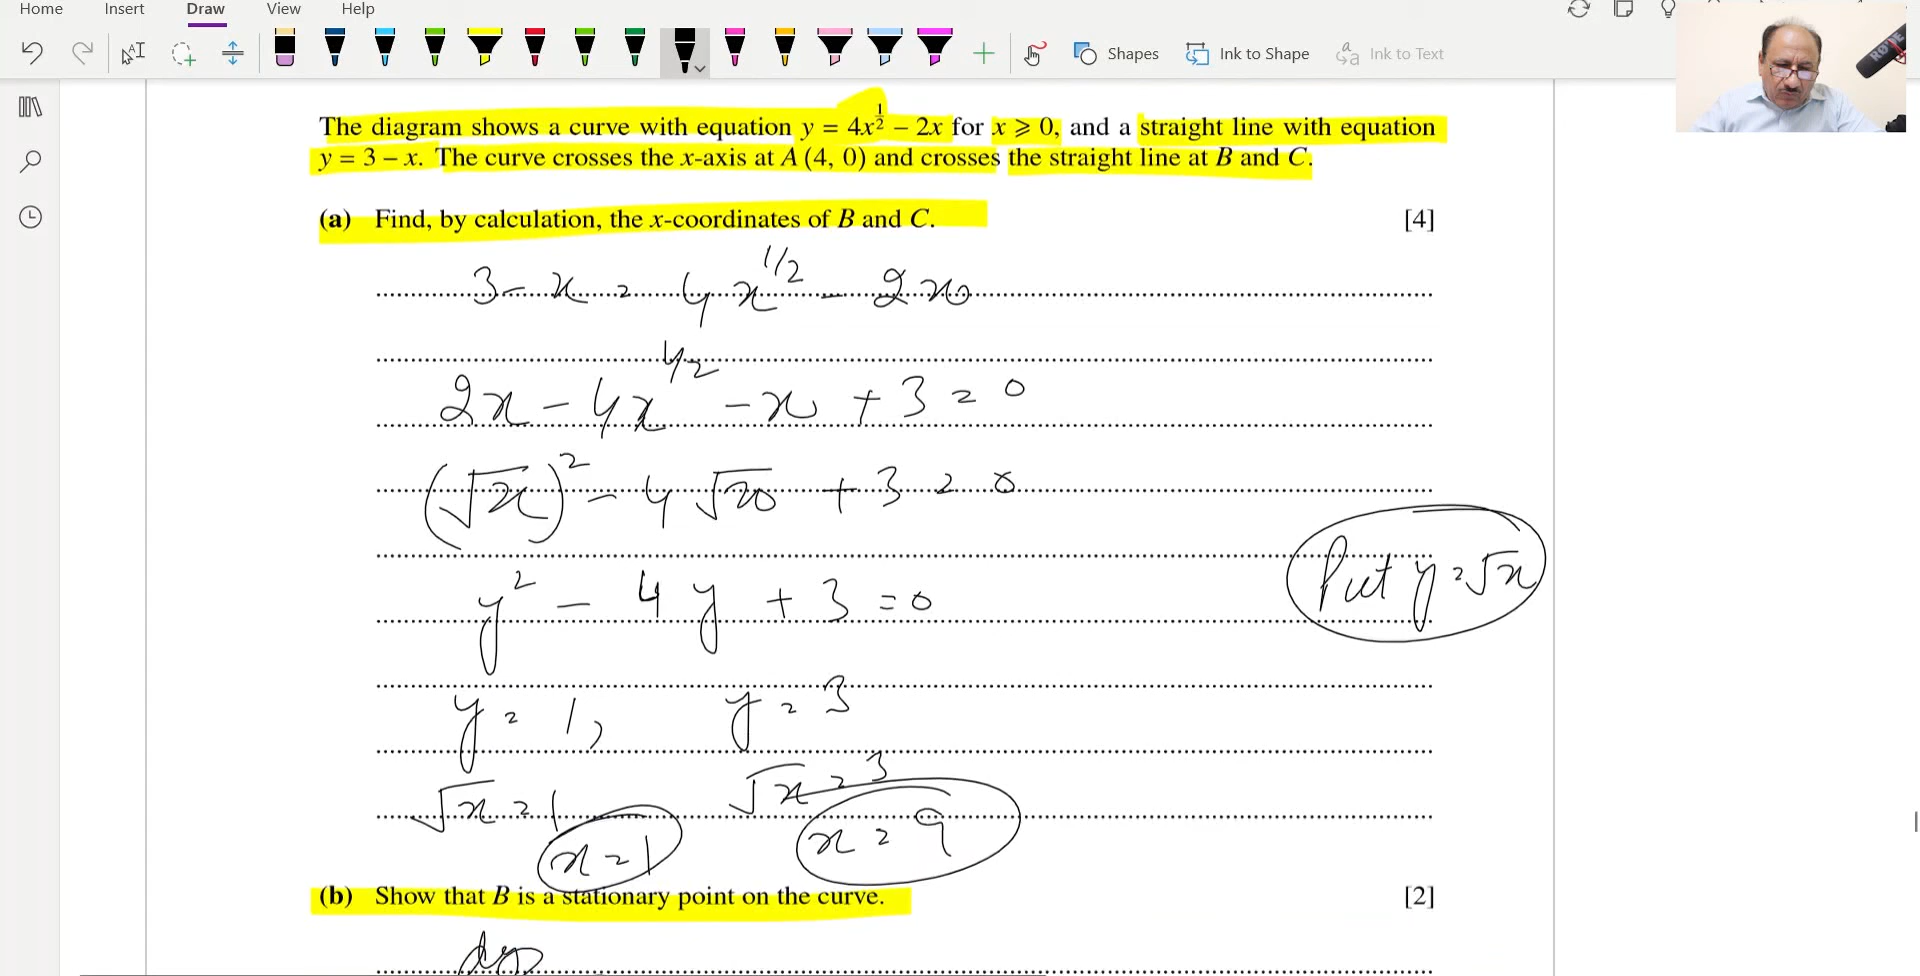 Home Insert Draw View Help
Shapes Ink to Shape Ink to Text
RØDE
The diagram shows a curve with equation y = 4x^{1/2} − 2x for x ⩾ 0, and a straight line with equation
y = 3 − x. The curve crosses the x-axis at A (4, 0) and crosses the straight line at B and C.
(a) Find, by calculation, the x-coordinates of B and C. [4]
3 − x = 4x^{1/2} − 2x
2x − 4x^{1/2} − x + 3 = 0
(√x)² − 4√x + 3 = 0
Put y = √x
y² − 4y + 3 = 0
y = 1, y = 3
√x = 1 √x = 3
x = 1 x = 9
(b) Show that B is a stationary point on the curve. [2]